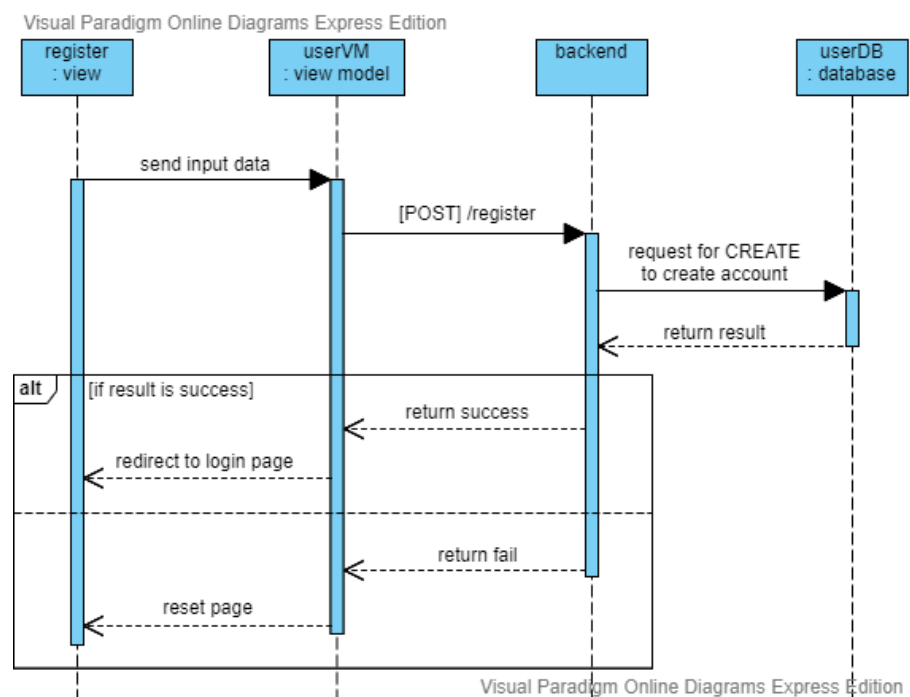 Visual Paradigm Online Diagrams Express Edition
register
: view
userVM
: view model
backend
userDB
: database
send input data
[POST] /register
request for CREATE
to create account
return result
alt
[if result is success]
return success
redirect to login page
return fail
reset page
Visual Paradigm Online Diagrams Express Edition